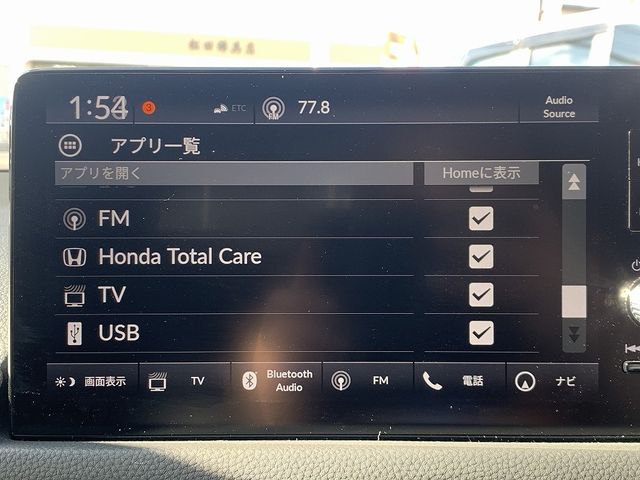 1:54
3
ETC
FM
77.8
Audio
Source
アプリ一覧
アプリを開く
Homeに表示
FM
Honda Total Care
TV
USB
画面表示
TV
Bluetooth
Audio
FM
電話
ナビ